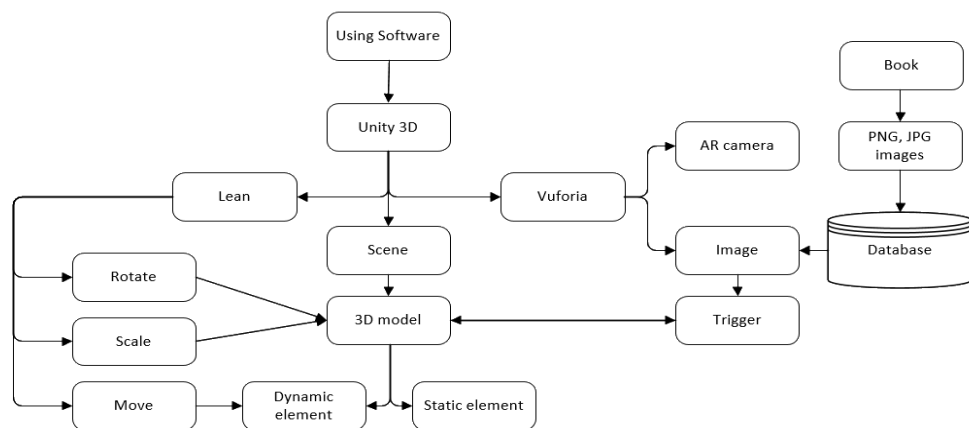 Using Software
Book
Unity 3D
AR camera
PNG, JPG
images
Lean
Vuforia
Scene
Image
Database
Rotate
3D model
Trigger
Scale
Move
Dynamic
element
Static element